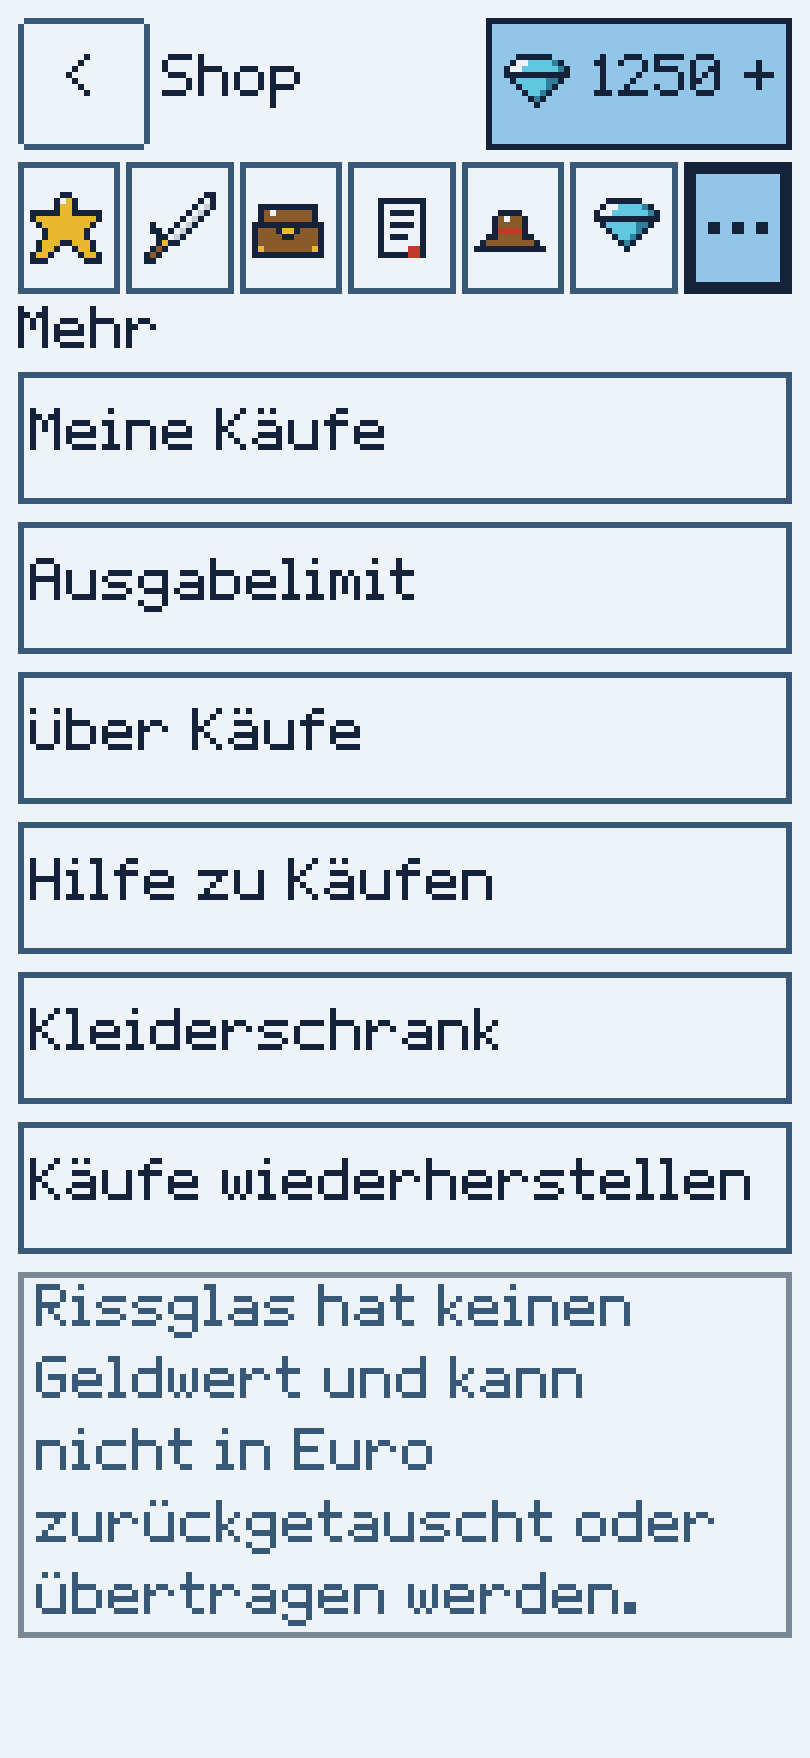 < Shop 1250 +
...
Mehr
Meine Käufe
Ausgabelimit
Über Käufe
Hilfe zu Käufen
Kleiderschrank
Käufe wiederherstellen
Rissglas hat keinen
Geldwert und kann
nicht in Euro
zurückgetauscht oder
übertragen werden.